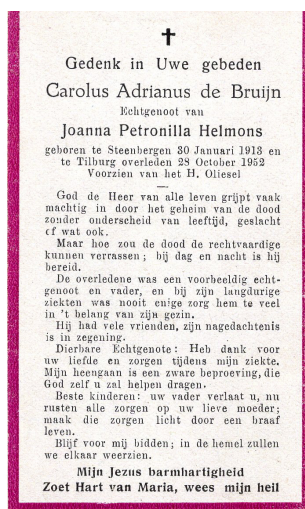 Gedenk in Uwe gebeden
Carolus Adrianus de Bruijn
Echtgenoot van
Joanna Petronilla Helmons
geboren te Steenbergen 30 Januari 1913 en
te Tilburg overleden 28 October 1952
Voorzien van het H. Oliesel
God de Heer van alle leven grijpt vaak
machtig in door het geheim van de dood
zonder onderscheid van leeftijd, geslacht
cf wat ook.
Maar hoe zou de dood de rechtvaardige
kunnen verrassen; bij dag en nacht is hij
bereid.
De overledene was een voorbeeldig echt-
genoot en vader, en bij zijn langdurige
ziekten was nooit enige zorg hem te veel
in 't belang van zijn gezin.
Hij had vele vrienden, zijn nagedachtenis
is in zegening.
Dierbare Echtgenote: Heb dank voor
uw liefde en zorgen tijdens mijn ziekte.
Mijn heengaan is een zware beproeving, die
God zelf u zal helpen dragen.
Beste kinderen: uw vader verlaat u, nu
rusten alle zorgen op uw lieve moeder;
maak die zorgen licht door een braaf
leven.
Blijf voor mij bidden; in de hemel zullen
we elkaar weerzien.
Mijn Jezus barmhartigheid
Zoet Hart van Maria, wees mijn heil